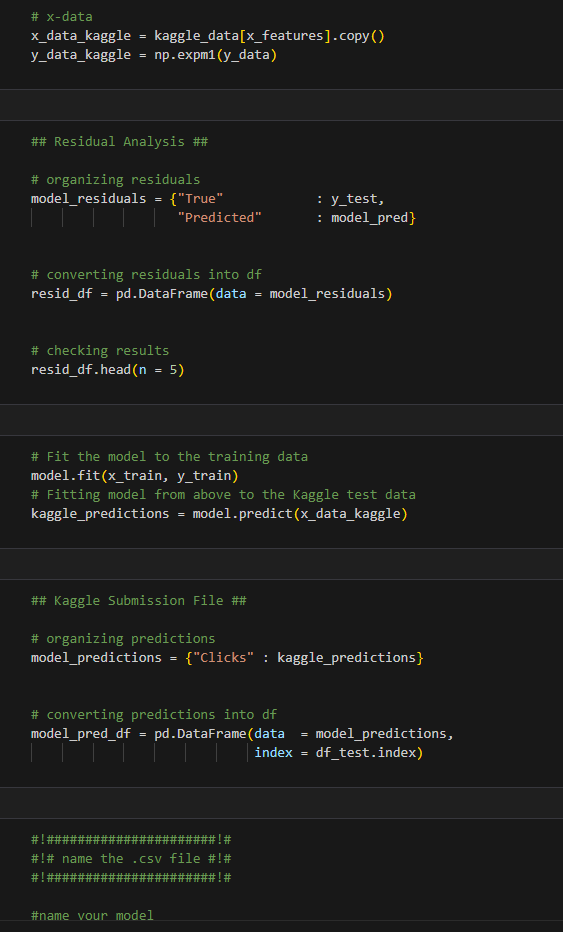 # x-data
x_data_kaggle = kaggle_data[x_features].copy()
y_data_kaggle = np.expm1(y_data)
## Residual Analysis ##
# organizing residuals
model_residuals = {"True"            : y_test,
                   "Predicted"       : model_pred}
# converting residuals into df
resid_df = pd.DataFrame(data = model_residuals)
# checking results
resid_df.head(n = 5)
# Fit the model to the training data
model.fit(x_train, y_train)
# Fitting model from above to the Kaggle test data
kaggle_predictions = model.predict(x_data_kaggle)
## Kaggle Submission File ##
# organizing predictions
model_predictions = {"Clicks" : kaggle_predictions}
# converting predictions into df
model_pred_df = pd.DataFrame(data  = model_predictions,
                             index = df_test.index)
#!######################!#
#!# name the .csv file #!#
#!######################!#
#name your model